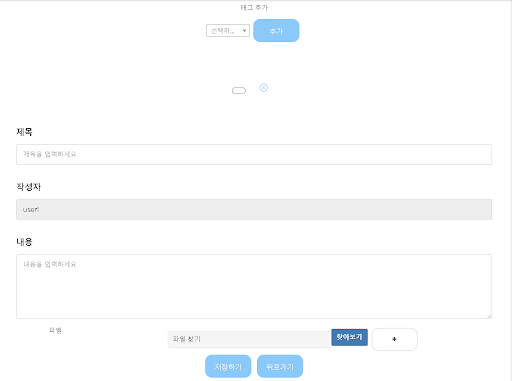 태그 추가
선택하...
추가
제목
제목을 입력하세요
작성자
user1
내용
내용을 입력하세요
파일
파일 찾기
찾아보기
+
저장하기
뒤로가기